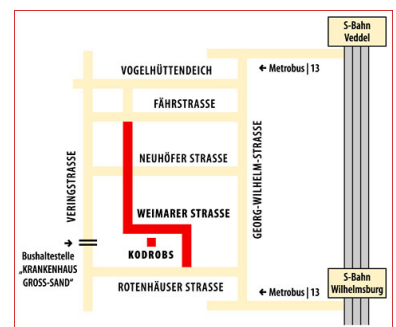 S-Bahn
Veddel
← Metrobus | 13
VOGELHÜTTENDEICH
FÄHRSTRASSE
NEUHÖFER STRASSE
VERINGSTRASSE
GEORG-WILHELM-STRASSE
WEIMARER STRASSE
→
Bushaltestelle
„KRANKENHAUS
GROSS-SAND“
KODROBS
ROTENHÄUSER STRASSE
← Metrobus | 13
S-Bahn
Wilhelmsburg